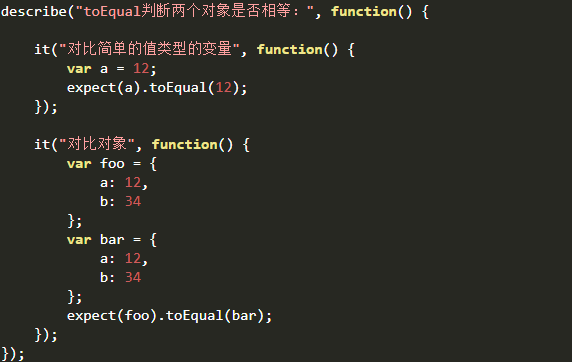 describe("toEqual判断两个对象是否相等：", function() {
it("对比简单的值类型的变量", function() {
var a = 12;
expect(a).toEqual(12);
});
it("对比对象", function() {
var foo = {
a: 12,
b: 34
};
var bar = {
a: 12,
b: 34
};
expect(foo).toEqual(bar);
});
});